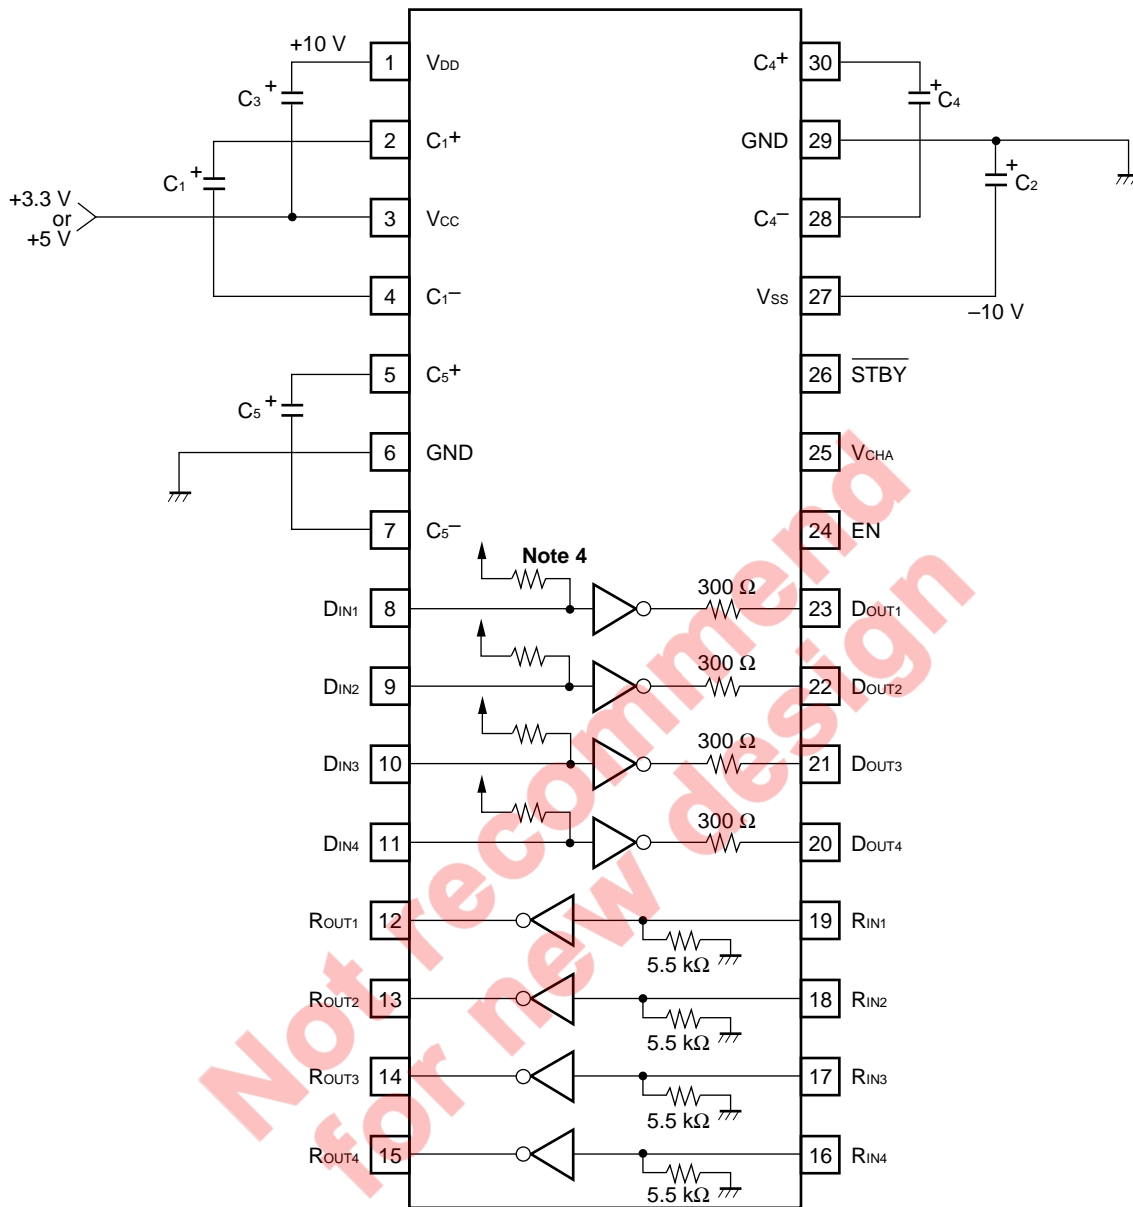 +10 V
1 VDD
C3 +
2 C1+
C1 +
+3.3 V
or
+5 V
3 VCC
4 C1–
5 C5+
C5 +
6 GND
7 C5–
C4+ 30
+ C4
GND 29
+ C2
C4– 28
VSS 27
–10 V
26 STBY
25 VCHA
24 EN
Note 4
DIN1 8
300 Ω
23 DOUT1
DIN2 9
300 Ω
22 DOUT2
DIN3 10
300 Ω
21 DOUT3
DIN4 11
300 Ω
20 DOUT4
ROUT1 12
19 RIN1
5.5 kΩ
ROUT2 13
18 RIN2
5.5 kΩ
ROUT3 14
17 RIN3
5.5 kΩ
ROUT4 15
16 RIN4
5.5 kΩ
Not recommend
for new design